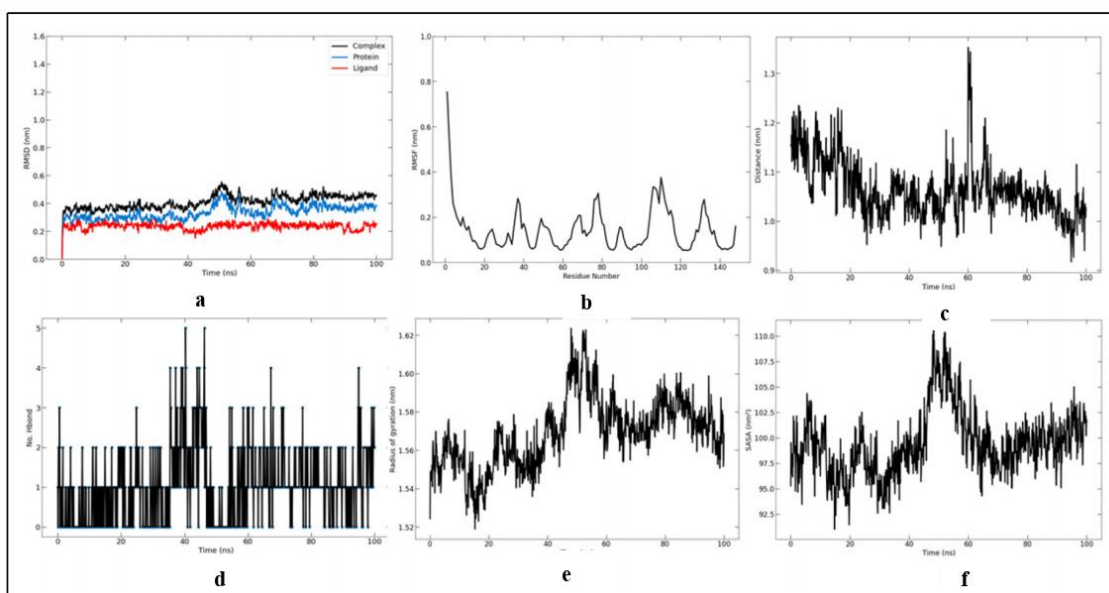 1.6
1.4
1.2
1.0
0.8
0.6
0.4
0.2
0.0
RMSD (nm)
Complex
Protein
Ligand
0 20 40 60 80 100
Time (ns)
a
1.0
0.8
0.6
0.4
0.2
0.0
RMSF (nm)
0 20 40 60 80 100 120 140
Residue Number
b
1.3
1.2
1.1
1.0
0.9
Distance (nm)
0 20 40 60 80 100
Time (ns)
c
5
4
3
2
1
0
No. Hbond
0 20 40 60 80 100
Time (ns)
d
1.62
1.60
1.58
1.56
1.54
1.52
Radius of gyration (nm)
0 20 40 60 80 100
e
110.0
107.5
105.0
102.5
100.0
97.5
95.0
92.5
SASA (nm²)
0 20 40 60 80 100
Time (ns)
f